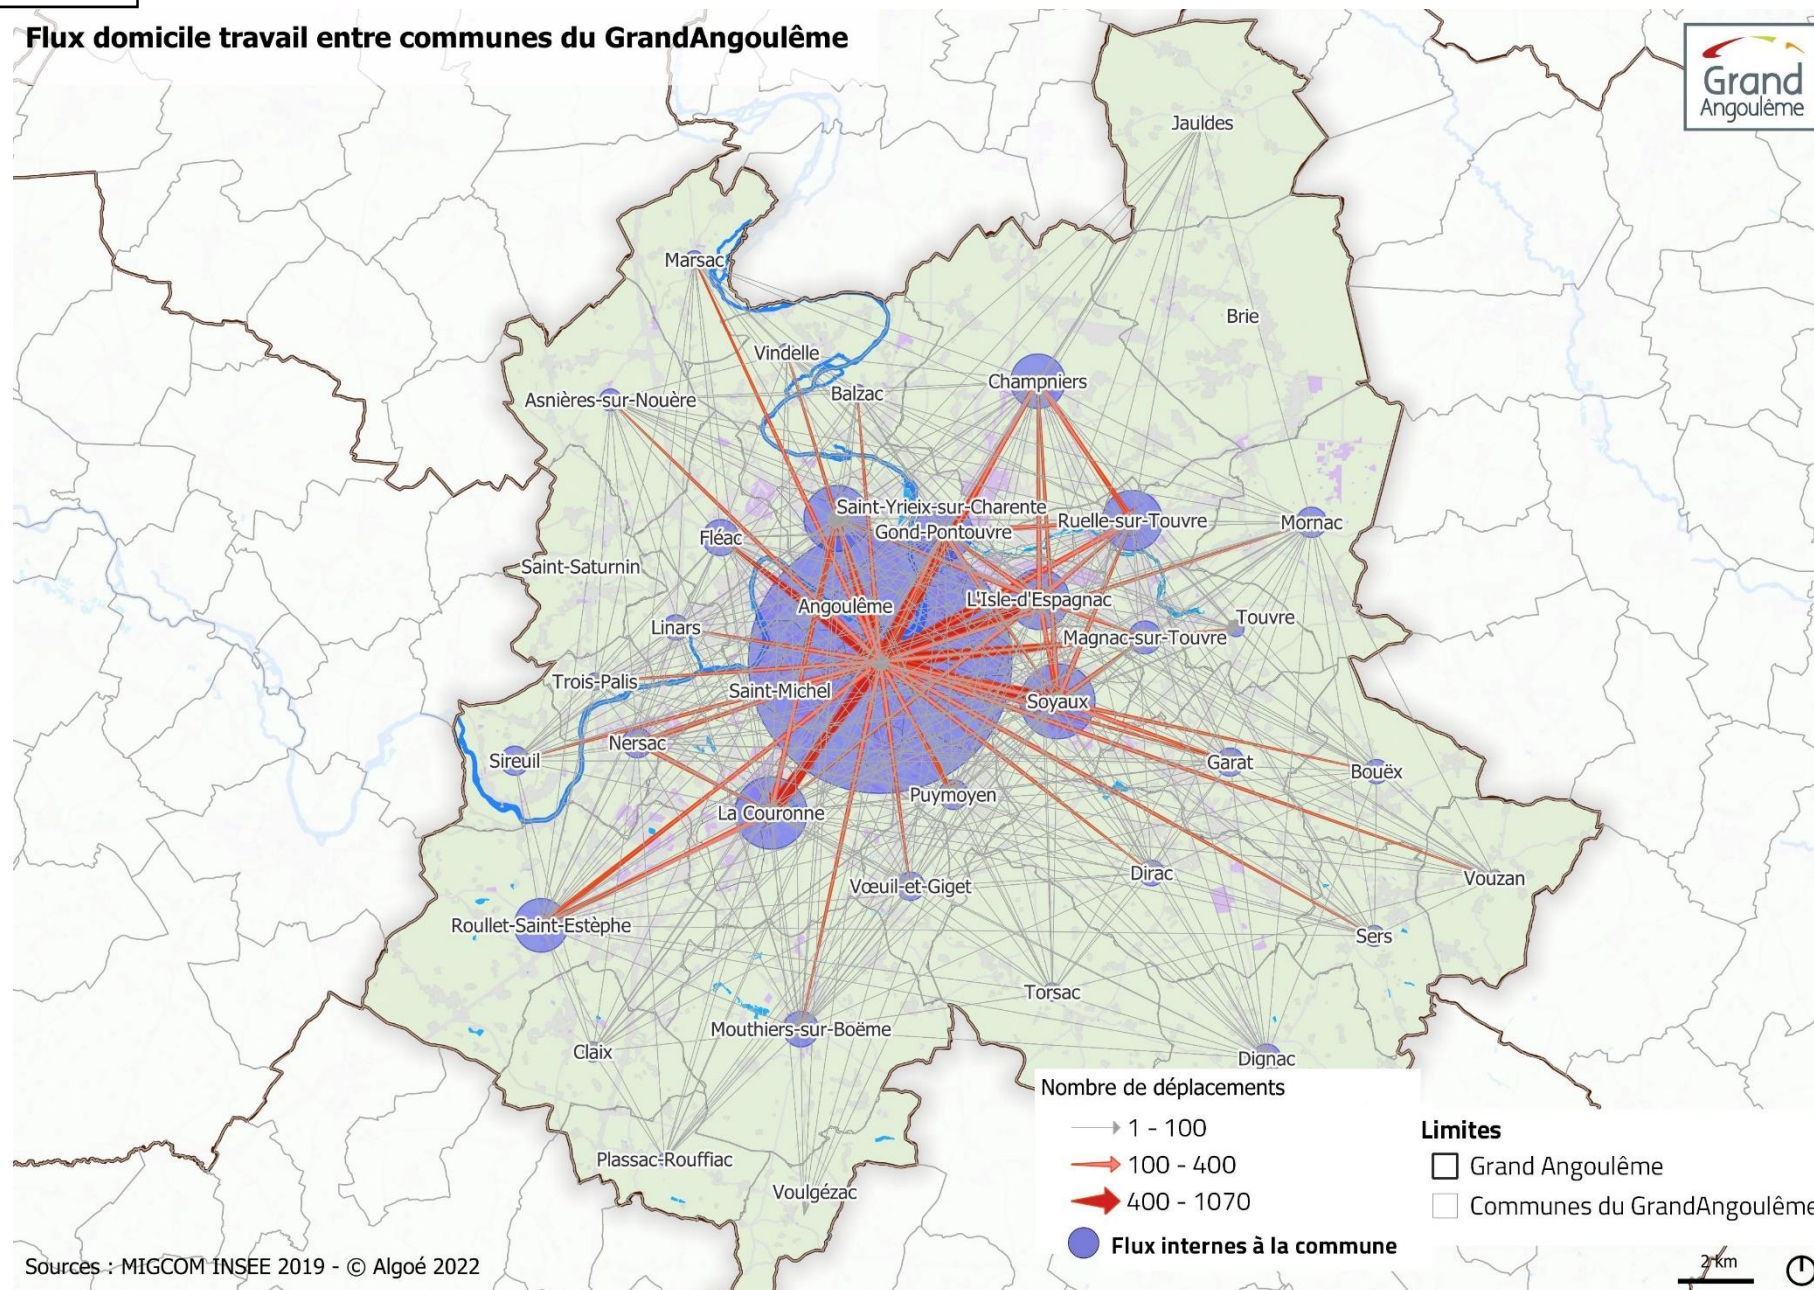 Flux domicile travail entre communes du GrandAngoulême
Grand
Angoulême
Jauldes
Marsac
Brie
Vindelle
Champniers
Asnières-sur-Nouère
Balzac
Saint-Yrieix-sur-Charente
Ruelle-sur-Touvre
Mornac
Gond-Pontouvre
Fléac
Saint-Saturnin
Angoulême
L'Isle-d'Espagnac
Touvre
Linars
Magnac-sur-Touvre
Trois-Palis
Saint-Michel
Soyaux
Nersac
Sireuil
Garat
Bouëx
Puymoyen
La Couronne
Dirac
Vouzan
Vœuil-et-Giget
Roullet-Saint-Estèphe
Sers
Torsac
Mouthiers-sur-Boëme
Claix
Dignac
Plassac-Rouffiac
Voulgézac
Nombre de déplacements
1 - 100
100 - 400
400 - 1070
Flux internes à la commune
Limites
Grand Angoulême
Communes du GrandAngoulême
2 km
Sources : MIGCOM INSEE 2019 - © Algoé 2022